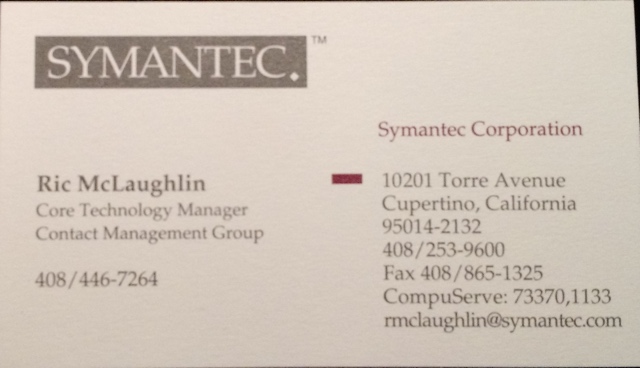 SYMANTEC.™
Symantec Corporation
Ric McLaughlin
Core Technology Manager
Contact Management Group
408/446-7264
10201 Torre Avenue
Cupertino, California
95014-2132
408/253-9600
Fax 408/865-1325
CompuServe: 73370,1133
rmclaughlin@symantec.com